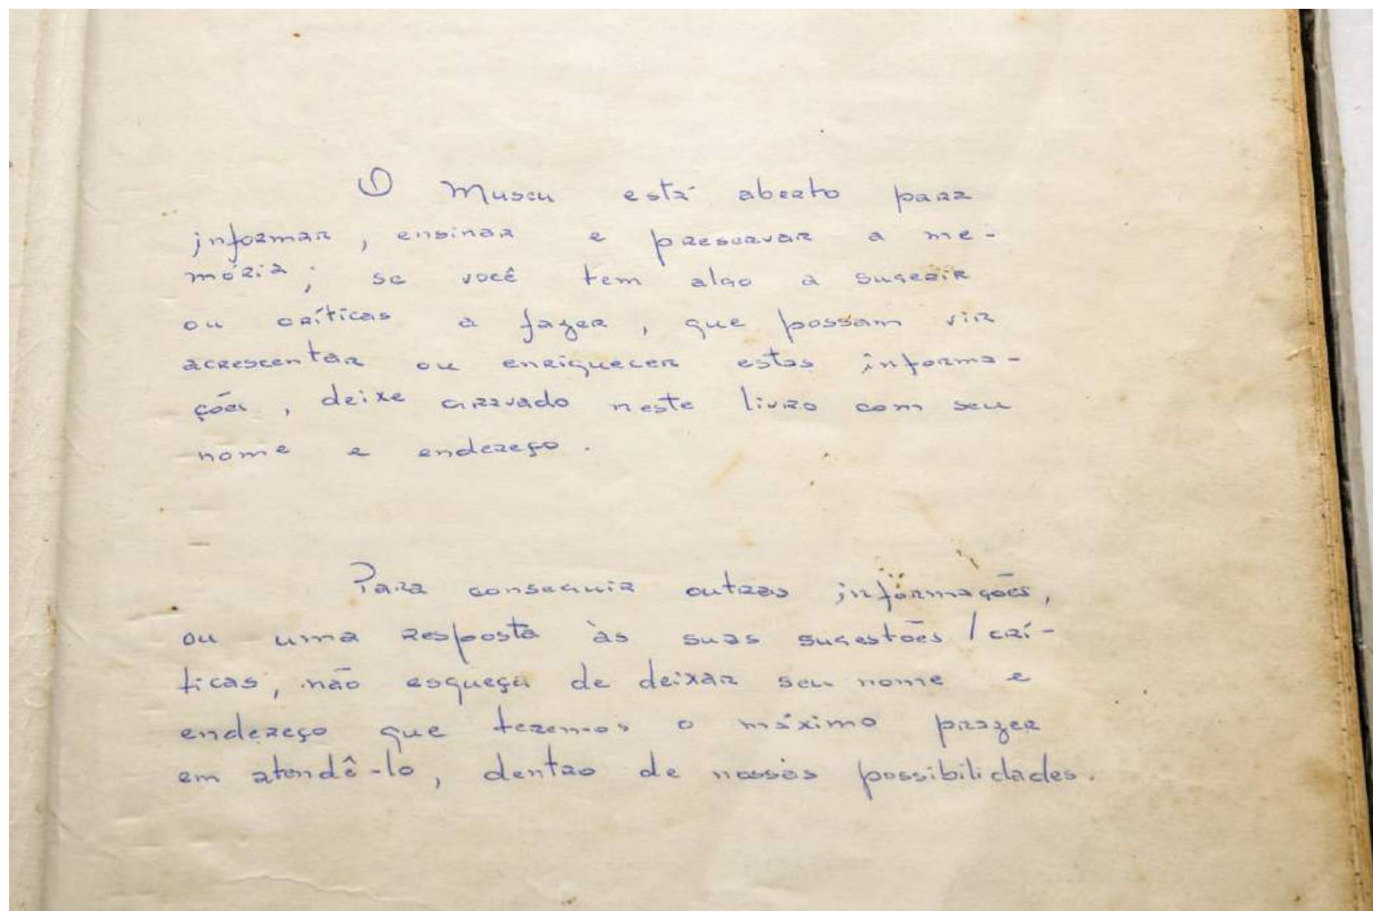 O Museu está aberto para
informar, ensinar e preservar a me-
mória; se você tem algo a sugerir
ou críticas a fazer, que possam vir
acrescentar ou enriquecer estas informa-
ções, deixe gravado neste livro com seu
nome e endereço.
Para conseguir outras informações,
ou uma resposta às suas sugestões / crí-
ticas, não esqueça de deixar seu nome e
endereço que teremos o máximo prazer
em atendê-lo, dentro de nossas possibilidades.